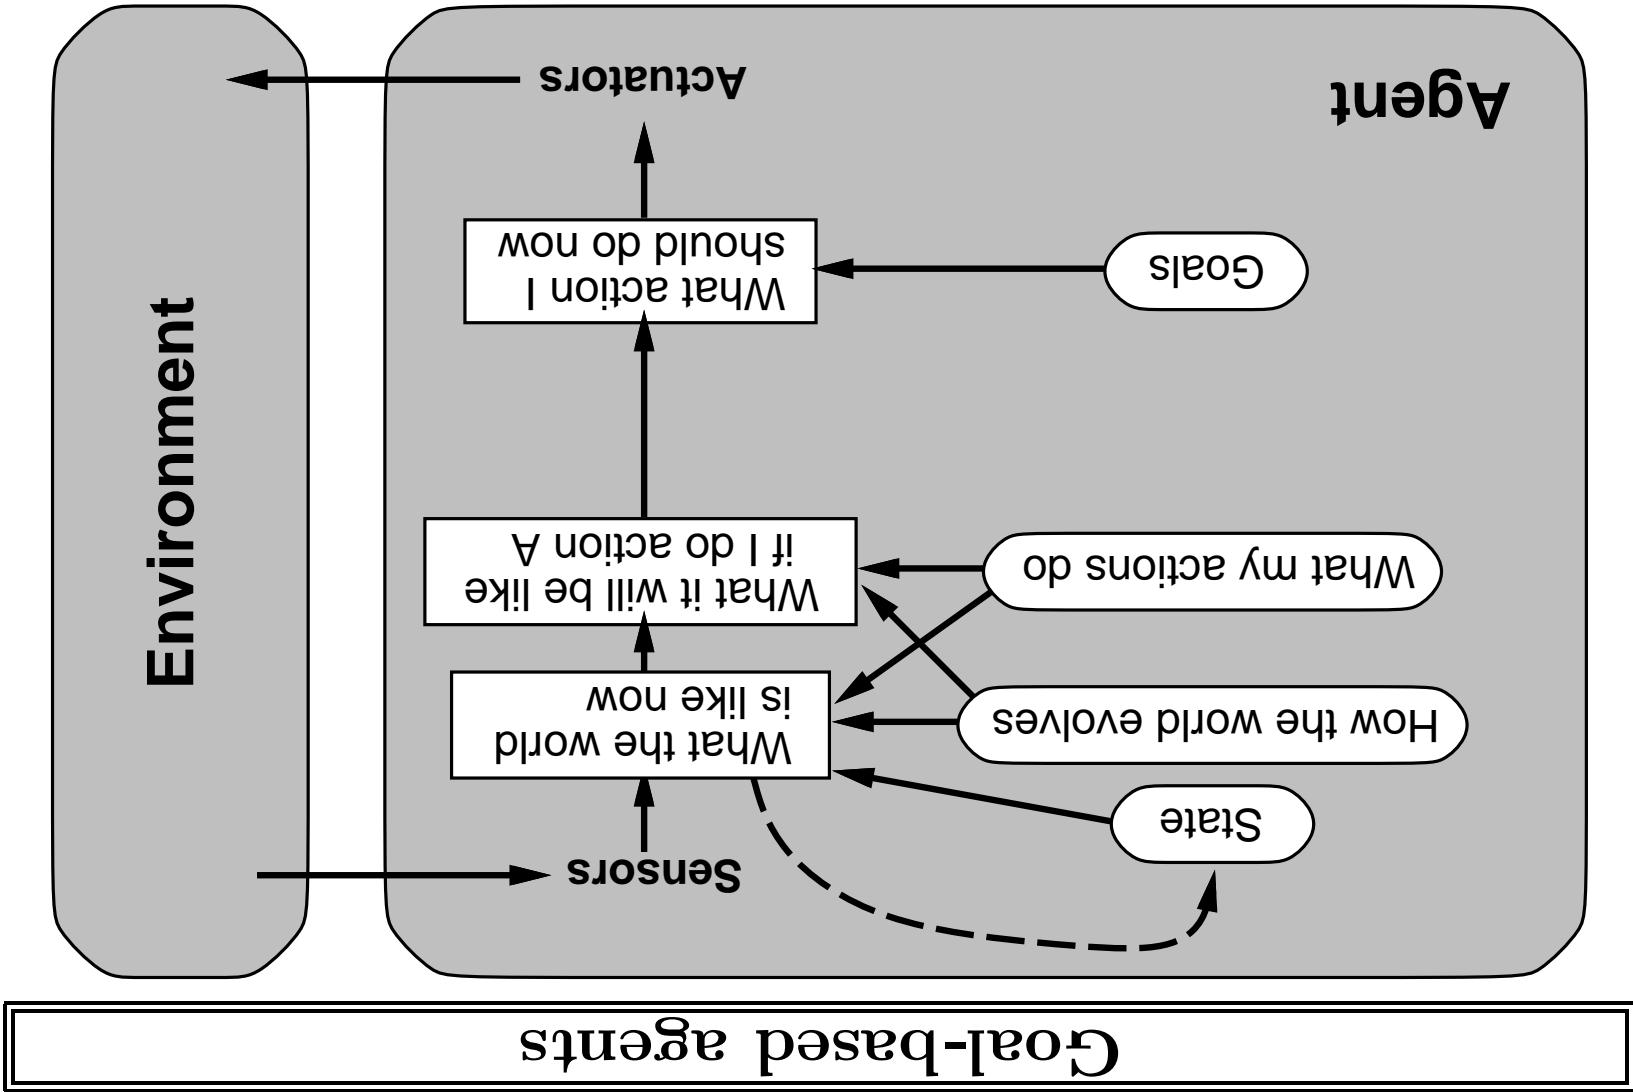 Goal-based agents
Sensors
State
What the world
is like now
How the world evolves
What my actions do
What it will be like
if I do action A
Goals
What action I
should do now
Agent
Actuators
Environment